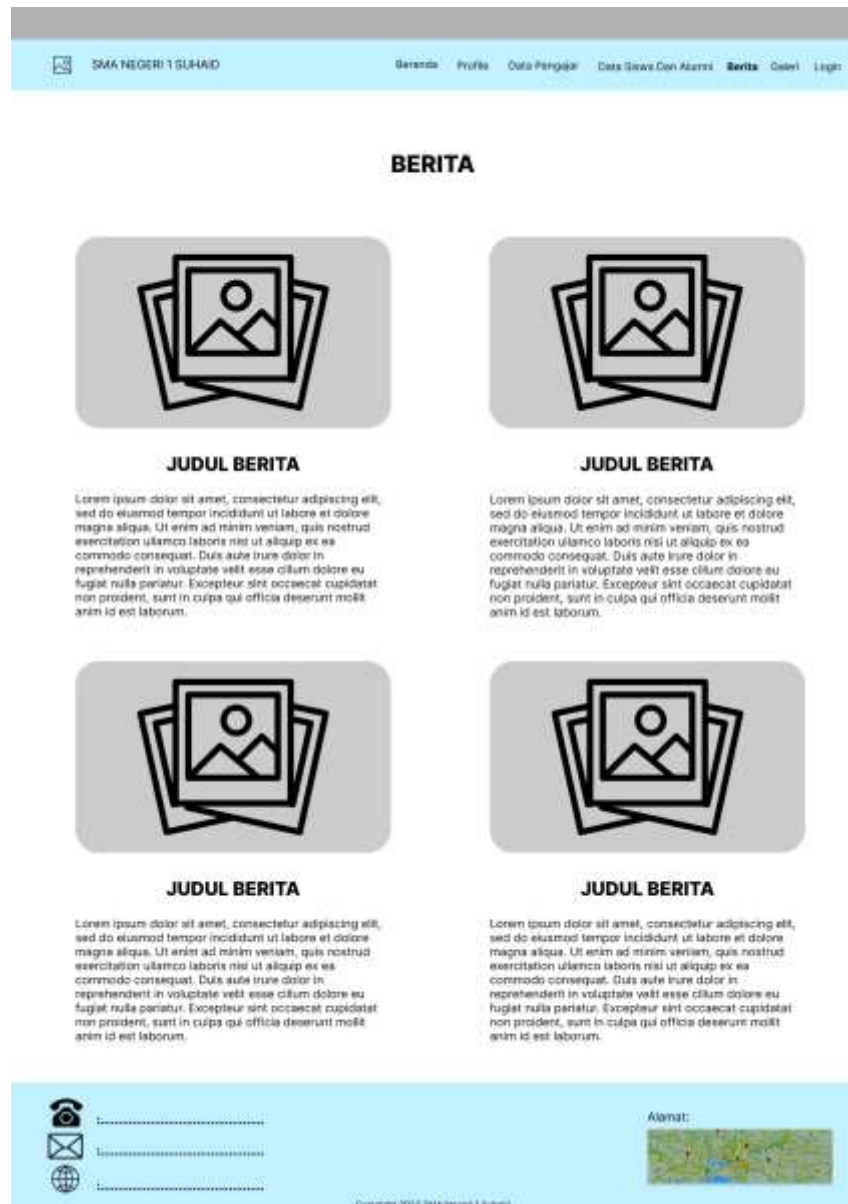 SMA NEGERI 1 SUHAID
Beranda Profile Data Pengajar Data Siswa Dan Alumni Berita Galeri Login
BERITA
JUDUL BERITA
Lorem ipsum dolor sit amet, consectetur adipiscing elit,
sed do eiusmod tempor incididunt ut labore et dolore
magna aliqua. Ut enim ad minim veniam, quis nostrud
exercitation ullamco laboris nisi ut aliquip ex ea
commodo consequat. Duis aute irure dolor in
reprehenderit in voluptate velit esse cillum dolore eu
fugiat nulla pariatur. Excepteur sint occaecat cupidatat
non proident, sunt in culpa qui officia deserunt mollit
anim id est laborum.
JUDUL BERITA
Lorem ipsum dolor sit amet, consectetur adipiscing elit,
sed do eiusmod tempor incididunt ut labore et dolore
magna aliqua. Ut enim ad minim veniam, quis nostrud
exercitation ullamco laboris nisi ut aliquip ex ea
commodo consequat. Duis aute irure dolor in
reprehenderit in voluptate velit esse cillum dolore eu
fugiat nulla pariatur. Excepteur sint occaecat cupidatat
non proident, sunt in culpa qui officia deserunt mollit
anim id est laborum.
JUDUL BERITA
Lorem ipsum dolor sit amet, consectetur adipiscing elit,
sed do eiusmod tempor incididunt ut labore et dolore
magna aliqua. Ut enim ad minim veniam, quis nostrud
exercitation ullamco laboris nisi ut aliquip ex ea
commodo consequat. Duis aute irure dolor in
reprehenderit in voluptate velit esse cillum dolore eu
fugiat nulla pariatur. Excepteur sint occaecat cupidatat
non proident, sunt in culpa qui officia deserunt mollit
anim id est laborum.
JUDUL BERITA
Lorem ipsum dolor sit amet, consectetur adipiscing elit,
sed do eiusmod tempor incididunt ut labore et dolore
magna aliqua. Ut enim ad minim veniam, quis nostrud
exercitation ullamco laboris nisi ut aliquip ex ea
commodo consequat. Duis aute irure dolor in
reprehenderit in voluptate velit esse cillum dolore eu
fugiat nulla pariatur. Excepteur sint occaecat cupidatat
non proident, sunt in culpa qui officia deserunt mollit
anim id est laborum.
:....................................
:....................................
:....................................
Alamat: